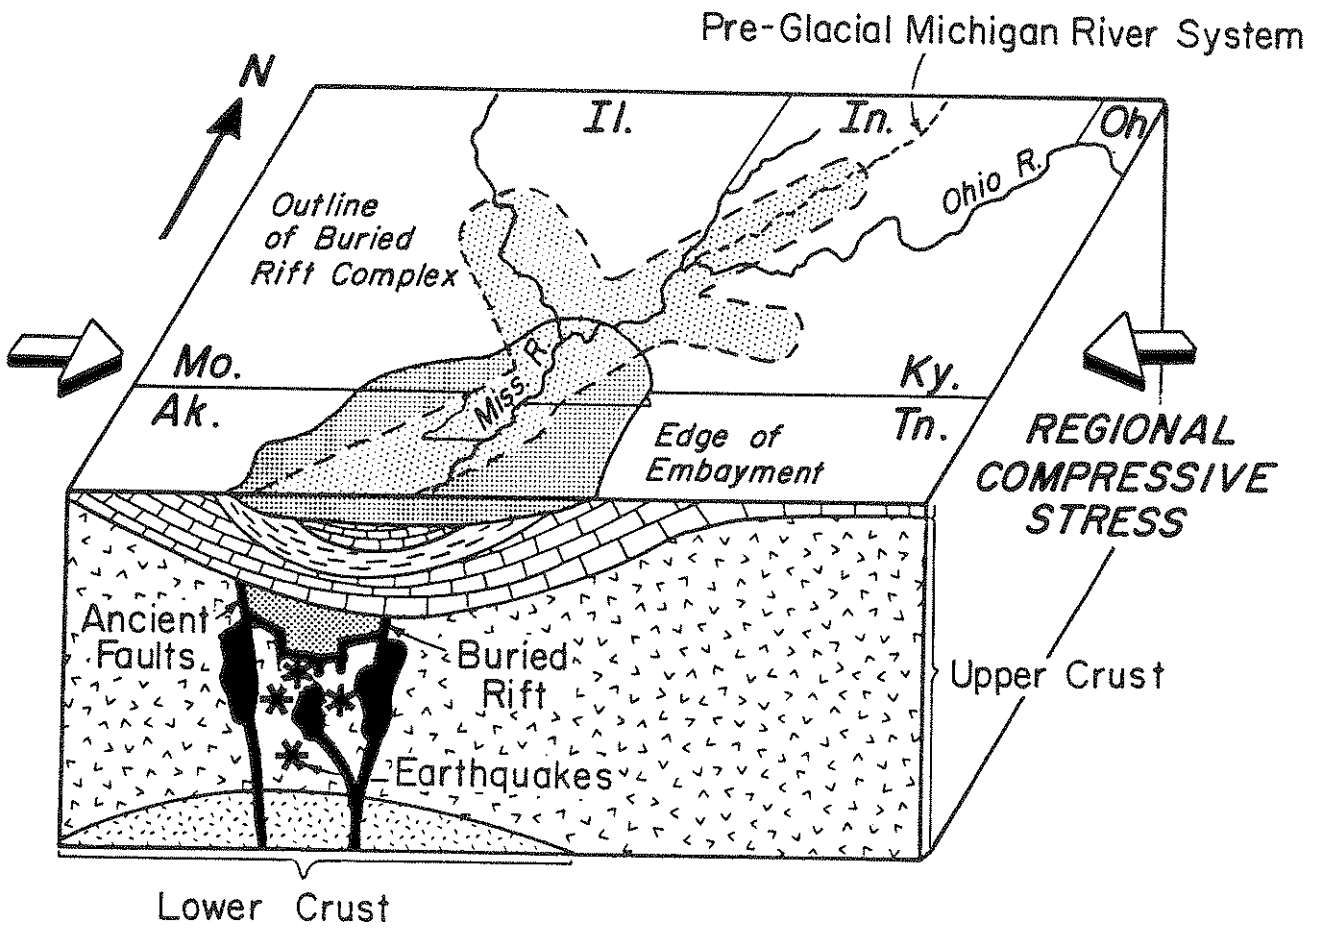 Pre-Glacial Michigan River System
N
Il.
In.
Oh
Ohio R.
Outline
of Buried
Rift Complex
Mo.
Miss. R.
Ky.
Ak.
Tn.
Edge of
Embayment
REGIONAL
COMPRESSIVE
STRESS
Ancient
Faults
Buried
Rift
Upper Crust
Earthquakes
Lower Crust